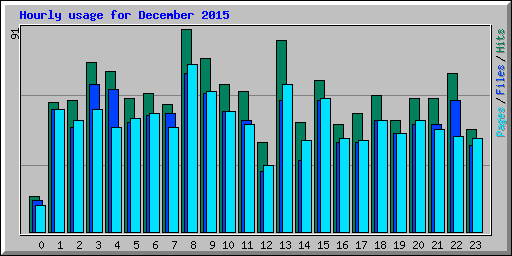 Hourly usage for December 2015
91
Pages/Files/Hits
0 1 2 3 4 5 6 7 8 9 10 11 12 13 14 15 16 17 18 19 20 21 22 23